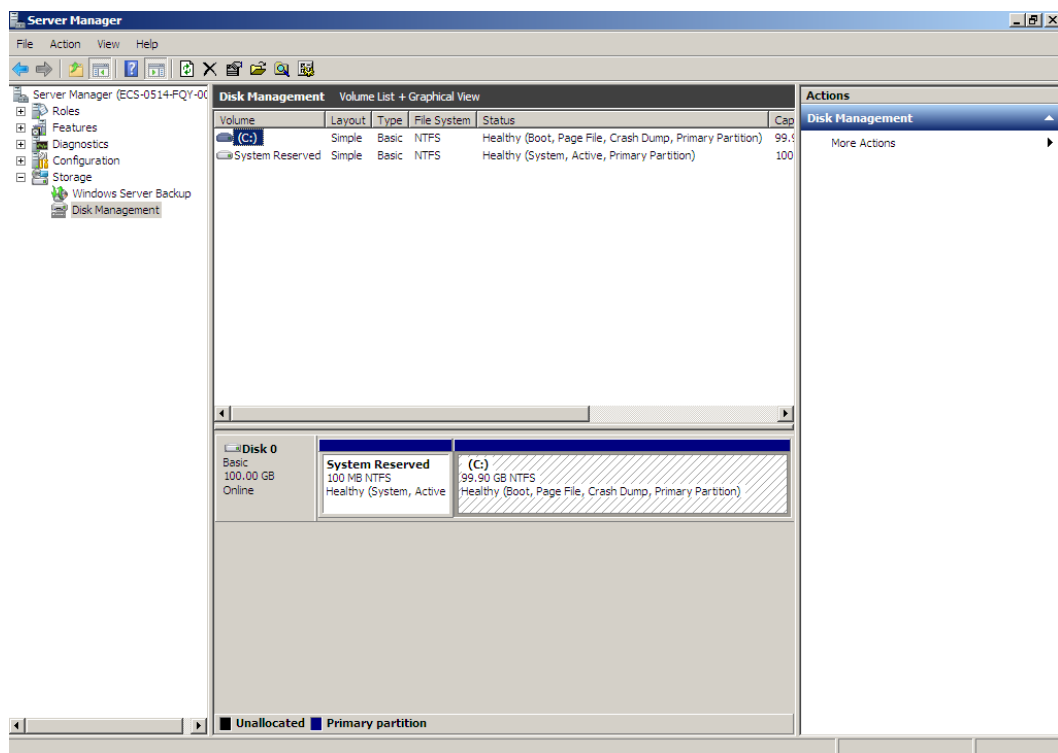 Server Manager
File Action View Help
Server Manager (ECS-0514-FQY-00
Roles
Features
Diagnostics
Configuration
Storage
Windows Server Backup
Disk Management
Disk Management Volume List + Graphical View
Volume Layout Type File System Status Cap
(C:) Simple Basic NTFS Healthy (Boot, Page File, Crash Dump, Primary Partition) 99.9
System Reserved Simple Basic NTFS Healthy (System, Active, Primary Partition) 100
Disk 0
Basic
100.00 GB
Online
System Reserved
100 MB NTFS
Healthy (System, Active
(C:)
99.90 GB NTFS
Healthy (Boot, Page File, Crash Dump, Primary Partition)
Unallocated Primary partition
Actions
Disk Management
More Actions